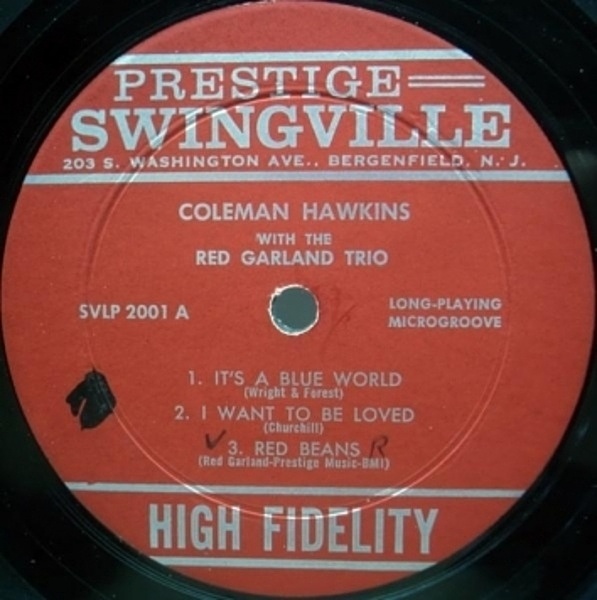 PRESTIGE
SWINGVILLE
203 S. WASHINGTON AVE., BERGENFIELD, N. J.
COLEMAN HAWKINS
WITH THE
RED GARLAND TRIO
SVLP 2001 A
LONG-PLAYING
MICROGROOVE
1. IT'S A BLUE WORLD
(Wright & Forest)
2. I WANT TO BE LOVED
(Churchill)
✓ 3. RED BEANS R
(Red Garland-Prestige Music-BMI)
HIGH FIDELITY